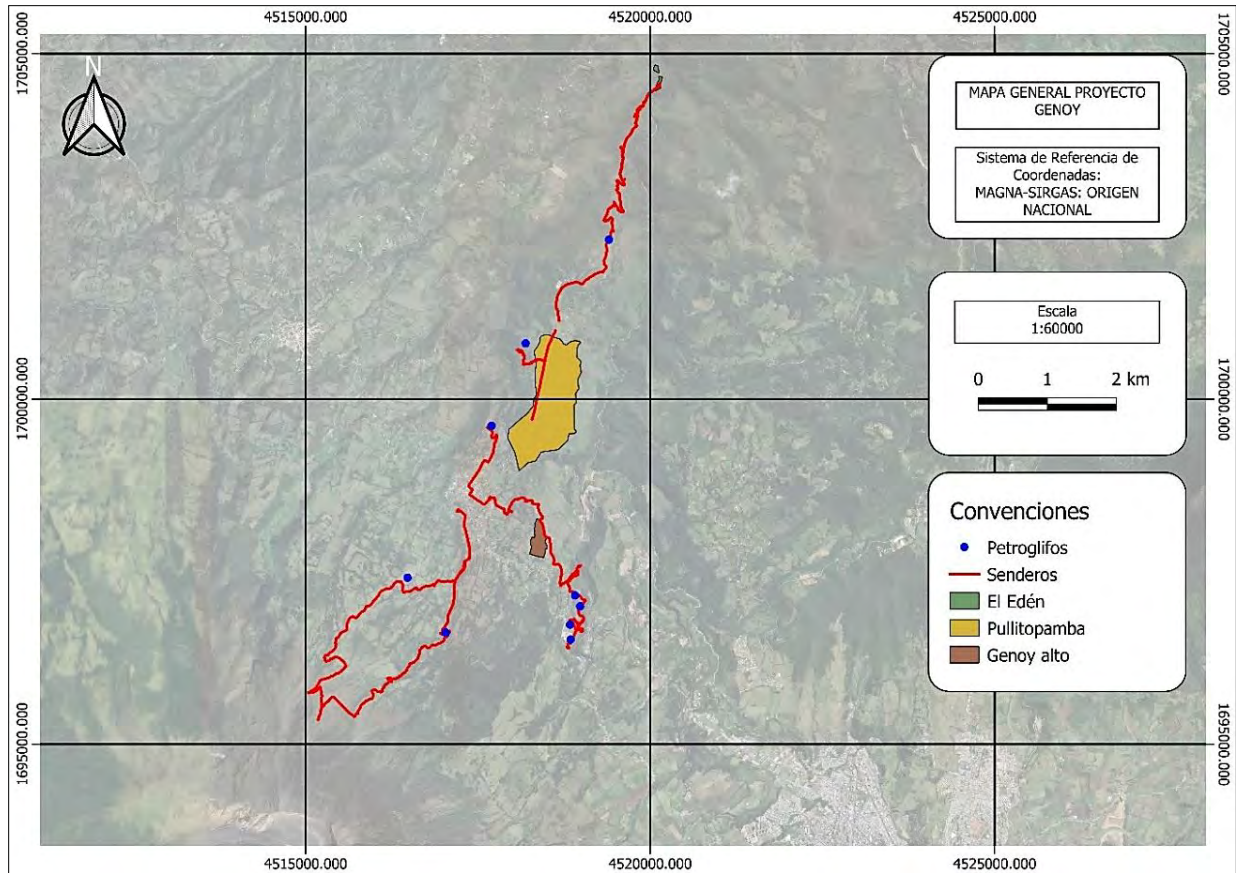 4515000.000 4520000.000 4525000.000
N
1705000.000
1705000.000
MAPA GENERAL PROYECTO
GENOY
Sistema de Referencia de
Coordenadas:
MAGNA-SIRGAS: ORIGEN
NACIONAL
Escala
1:60000
0 1 2 km
1700000.000
1700000.000
Convenciones
Petroglifos
Senderos
El Edén
Pullitopamba
Genoy alto
1695000.000
1695000.000
4515000.000 4520000.000 4525000.000